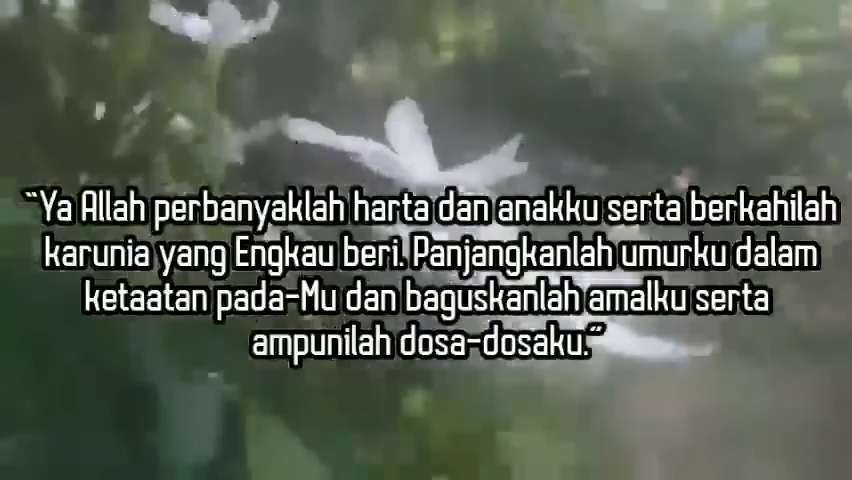 “Ya Allah perbanyaklah harta dan anakku serta berkahilah
karunia yang Engkau beri. Panjangkanlah umurku dalam
ketaatan pada-Mu dan baguskanlah amalku serta
ampunilah dosa-dosaku.”